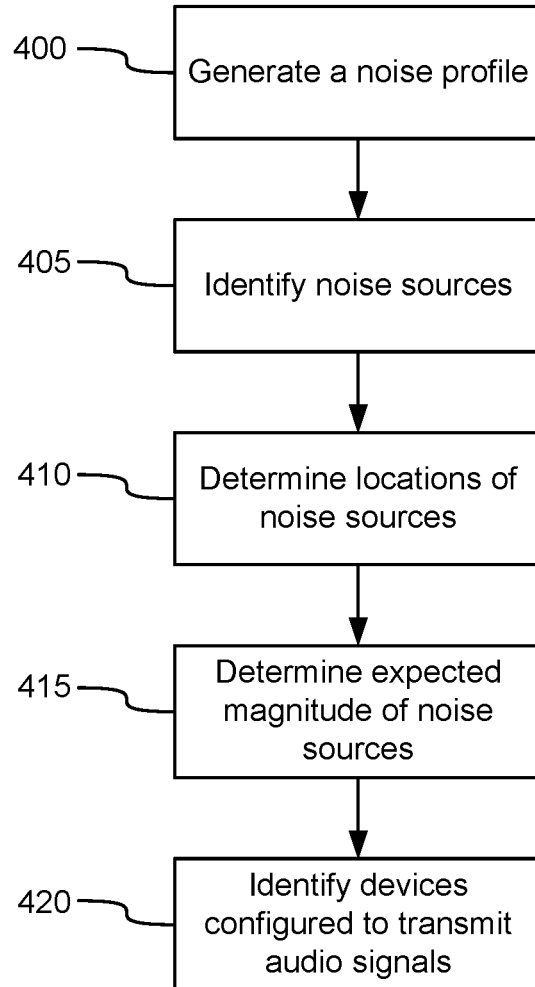 400
Generate a noise profile
405
Identify noise sources
410
Determine locations of
noise sources
415
Determine expected
magnitude of noise
sources
420
Identify devices
configured to transmit
audio signals